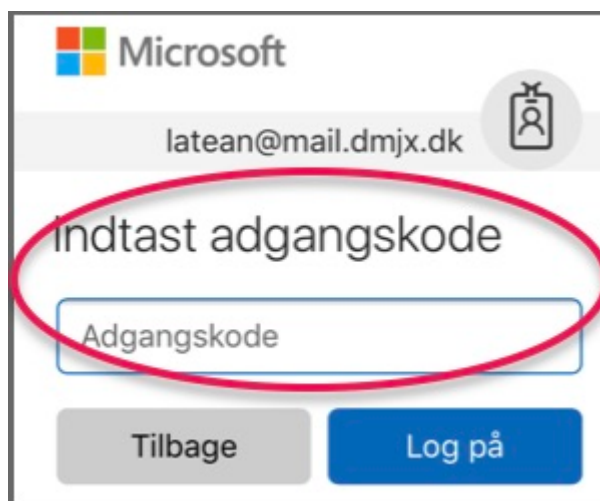 Microsoft
latean@mail.dmjx.dk
Indtast adgangskode
Adgangskode
Tilbage
Log på